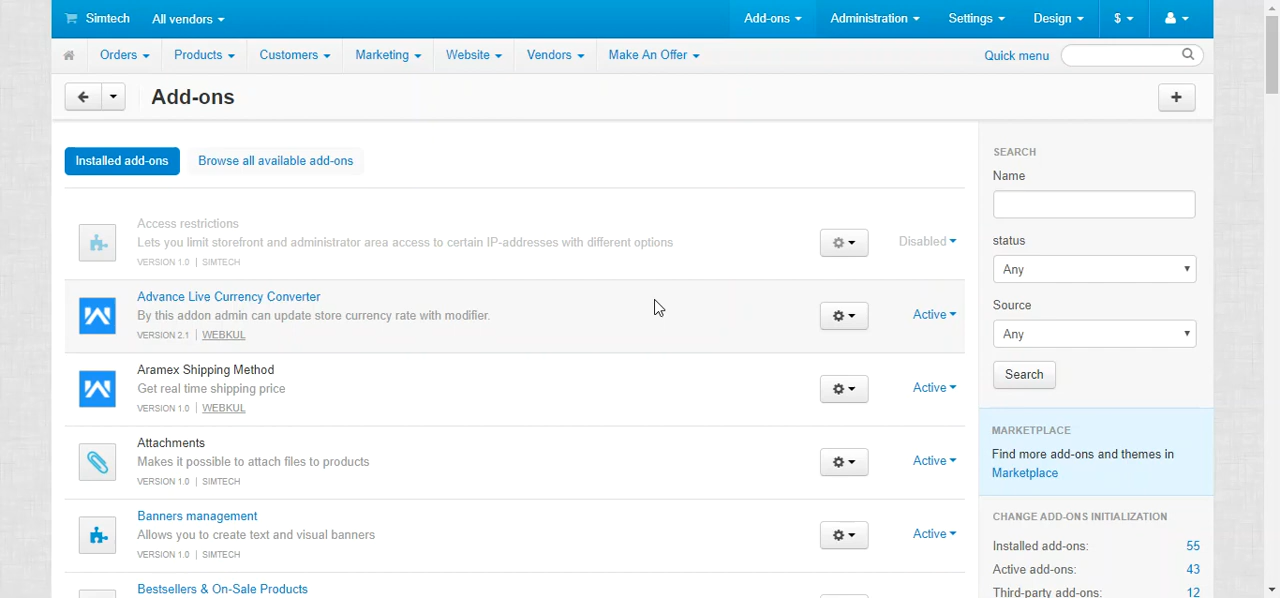 Simtech All vendors Add-ons Administration Settings Design $
Orders Products Customers Marketing Website Vendors Make An Offer Quick menu
Add-ons
Installed add-ons Browse all available add-ons
Access restrictions
Lets you limit storefront and administrator area access to certain IP-addresses with different options
VERSION 1.0 | SIMTECH
Disabled
Advance Live Currency Converter
By this addon admin can update store currency rate with modifier.
VERSION 2.1 | WEBKUL
Active
Aramex Shipping Method
Get real time shipping price
VERSION 1.0 | WEBKUL
Active
Attachments
Makes it possible to attach files to products
VERSION 1.0 | SIMTECH
Active
Banners management
Allows you to create text and visual banners
VERSION 1.0 | SIMTECH
Active
Bestsellers & On-Sale Products
SEARCH
Name
status
Any
Source
Any
Search
MARKETPLACE
Find more add-ons and themes in
Marketplace
CHANGE ADD-ONS INITIALIZATION
Installed add-ons: 55
Active add-ons: 43
Third-party add-ons: 12